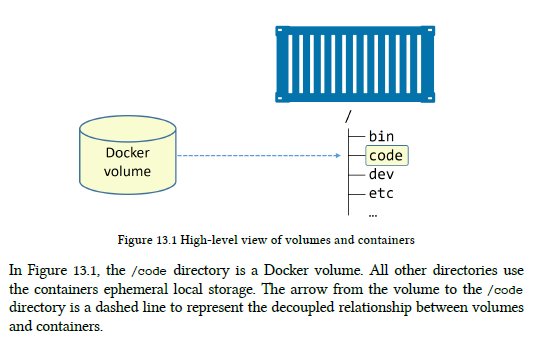 /
bin
Docker
volume
code
dev
etc
...
Figure 13.1 High-level view of volumes and containers
In Figure 13.1, the /code directory is a Docker volume. All other directories use
the containers ephemeral local storage. The arrow from the volume to the /code
directory is a dashed line to represent the decoupled relationship between volumes
and containers.